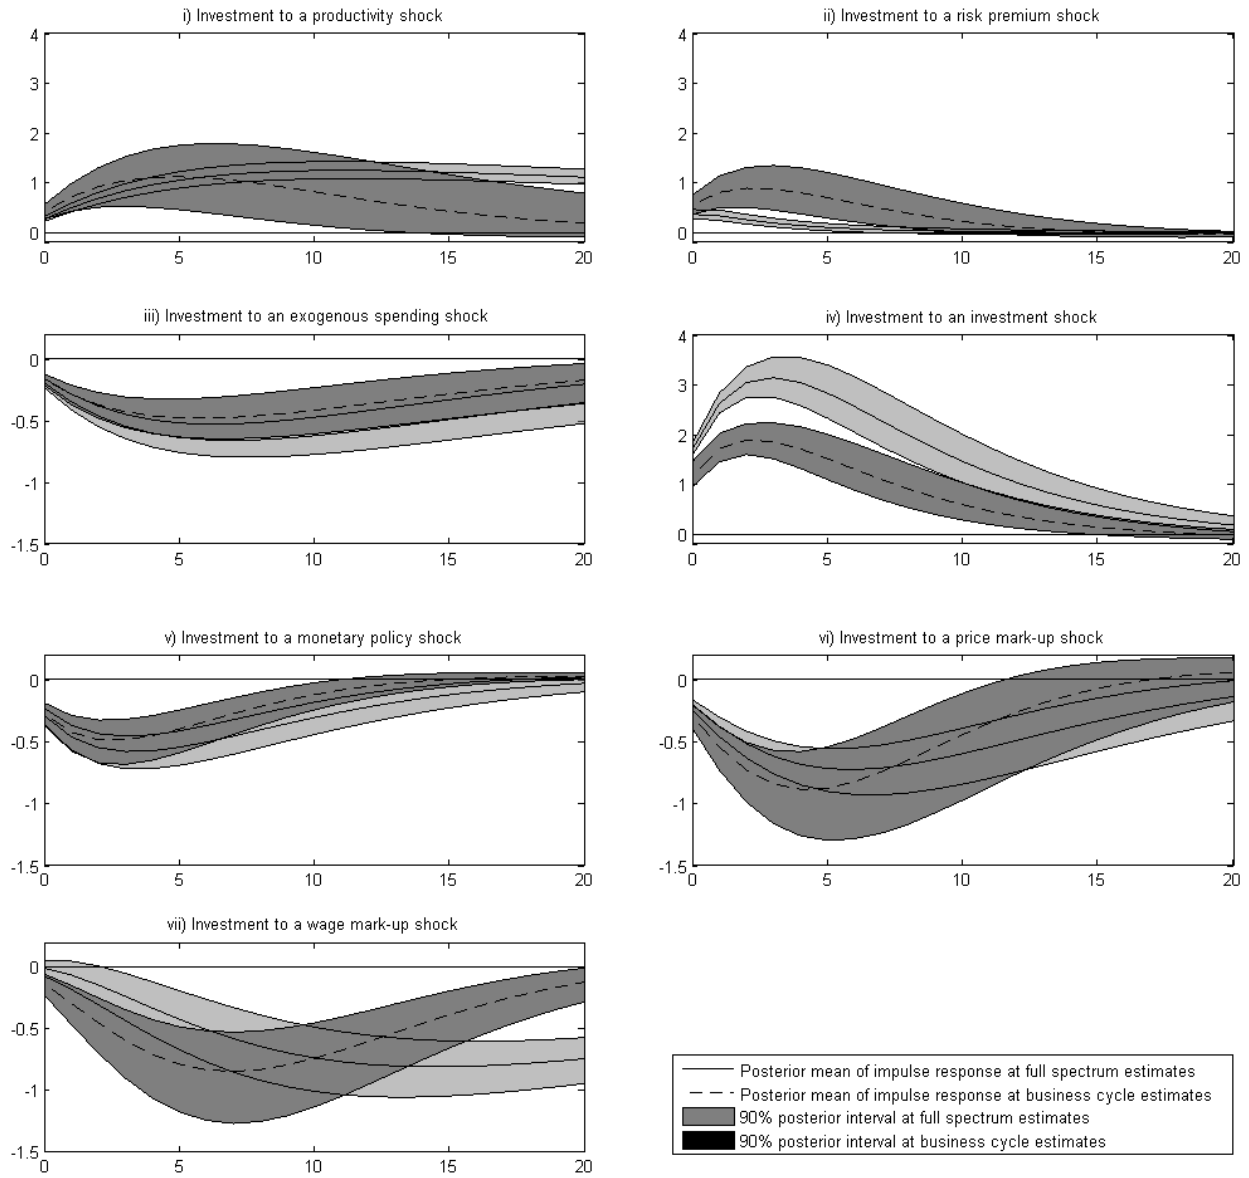 i) Investment to a productivity shock
4
3
2
1
0
0 5 10 15 20
ii) Investment to a risk premium shock
4
3
2
1
0
0 5 10 15 20
iii) Investment to an exogenous spending shock
0
-0.5
-1
-1.5
0 5 10 15 20
iv) Investment to an investment shock
4
3
2
1
0
0 5 10 15 20
v) Investment to a monetary policy shock
0
-0.5
-1
-1.5
0 5 10 15 20
vi) Investment to a price mark-up shock
0
-0.5
-1
-1.5
0 5 10 15 20
vii) Investment to a wage mark-up shock
0
-0.5
-1
-1.5
0 5 10 15 20
Posterior mean of impulse response at full spectrum estimates
Posterior mean of impulse response at business cycle estimates
90% posterior interval at full spectrum estimates
90% posterior interval at business cycle estimates